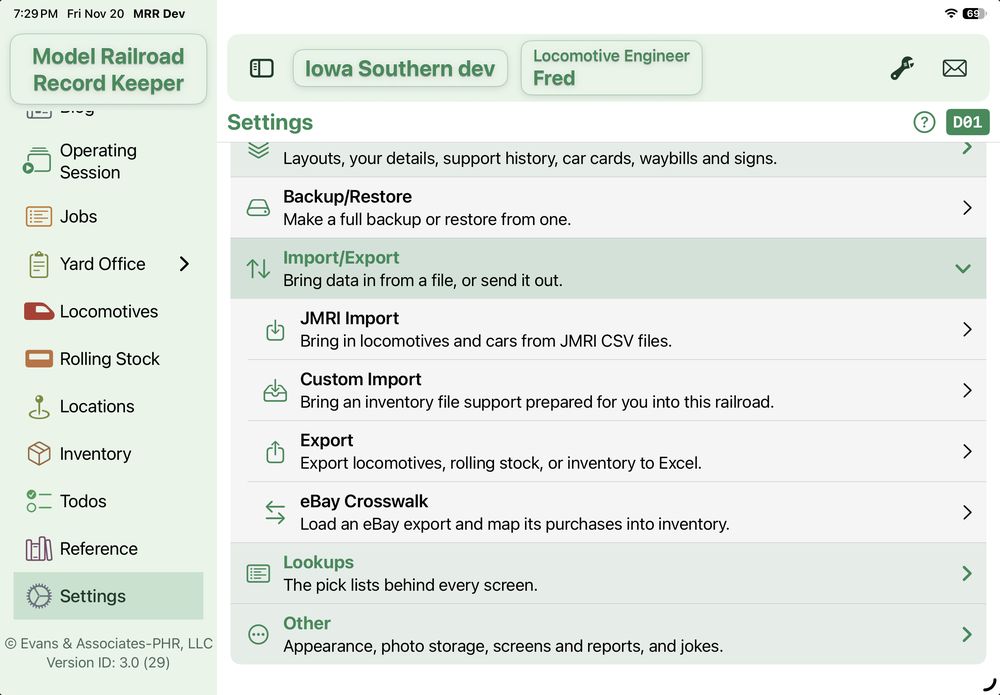 7:29 PM Fri Nov 20 MRR Dev
69
Model Railroad
Record Keeper
Iowa Southern dev
Locomotive Engineer
Fred
Blog
Operating
Session
Jobs
Yard Office
Locomotives
Rolling Stock
Locations
Inventory
Todos
Reference
Settings
© Evans & Associates-PHR, LLC
Version ID: 3.0 (29)
Settings
?
D01
Layouts, your details, support history, car cards, waybills and signs.
Backup/Restore
Make a full backup or restore from one.
Import/Export
Bring data in from a file, or send it out.
JMRI Import
Bring in locomotives and cars from JMRI CSV files.
Custom Import
Bring an inventory file support prepared for you into this railroad.
Export
Export locomotives, rolling stock, or inventory to Excel.
eBay Crosswalk
Load an eBay export and map its purchases into inventory.
Lookups
The pick lists behind every screen.
Other
Appearance, photo storage, screens and reports, and jokes.